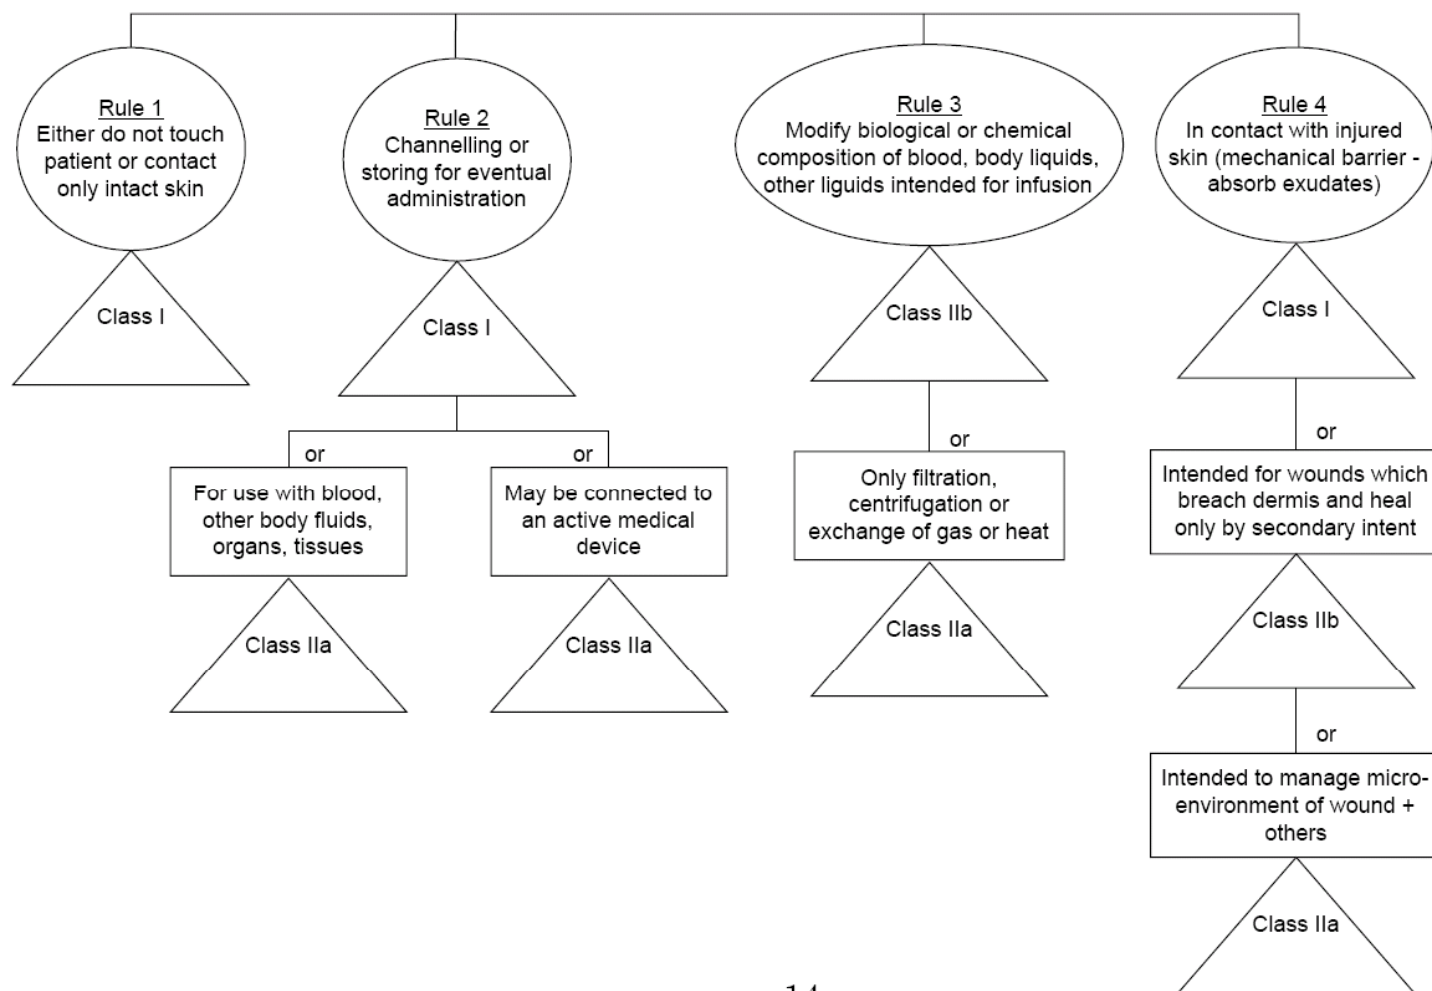 Rule 1
Either do not touch
patient or contact
only intact skin
Class I
Rule 2
Channelling or
storing for eventual
administration
Class I
or
For use with blood,
other body fluids,
organs, tissues
Class IIa
or
May be connected to
an active medical
device
Class IIa
Rule 3
Modify biological or chemical
composition of blood, body liquids,
other liguids intended for infusion
Class IIb
or
Only filtration,
centrifugation or
exchange of gas or heat
Class IIa
Rule 4
In contact with injured
skin (mechanical barrier -
absorb exudates)
Class I
or
Intended for wounds which
breach dermis and heal
only by secondary intent
Class IIb
or
Intended to manage micro-
environment of wound +
others
Class IIa
14